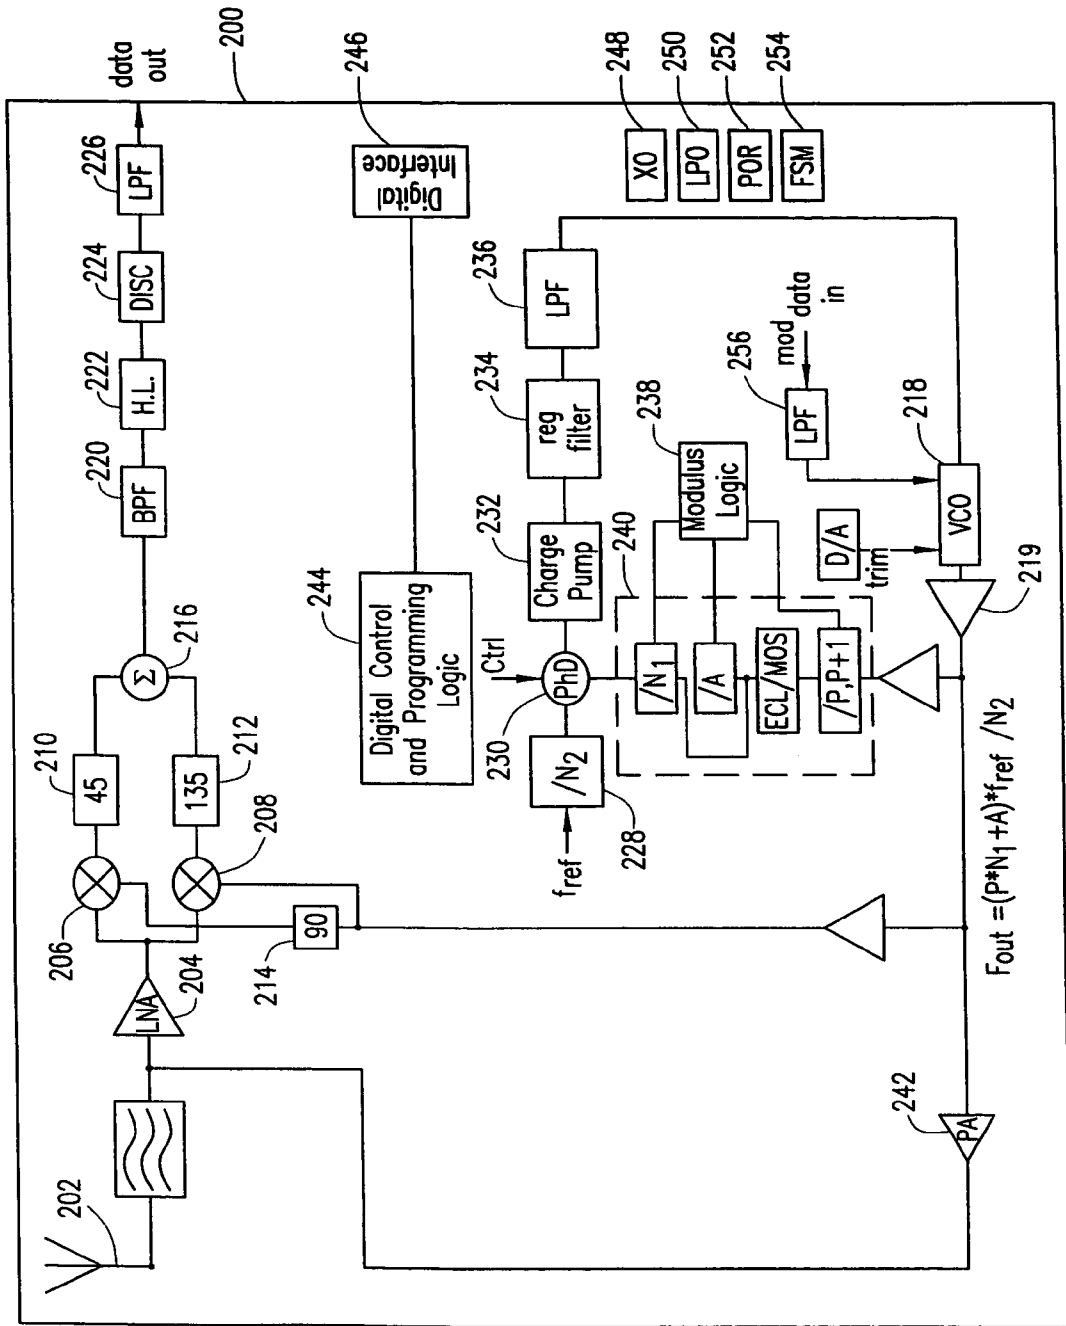 200
data
out
226
LPF
224
DISC
222
H.L.
220
BPF
216
Σ
210
45
212
135
206
208
204
LNA
214
90
202
246
Digital
Interface
244
Digital Control
and Programming
Logic
248
XO
250
LPO
252
POR
254
FSM
236
LPF
234
reg
filter
232
Charge
Pump
Ctrl
230
PhD
/N2
228
fref
240
/N1
/A
ECL/MOS
/P,P+1
238
Modulus
Logic
256
LPF
mod data
in
218
VCO
D/A
trim
219
242
PA
Fout =(P*N1+A)*fref /N2